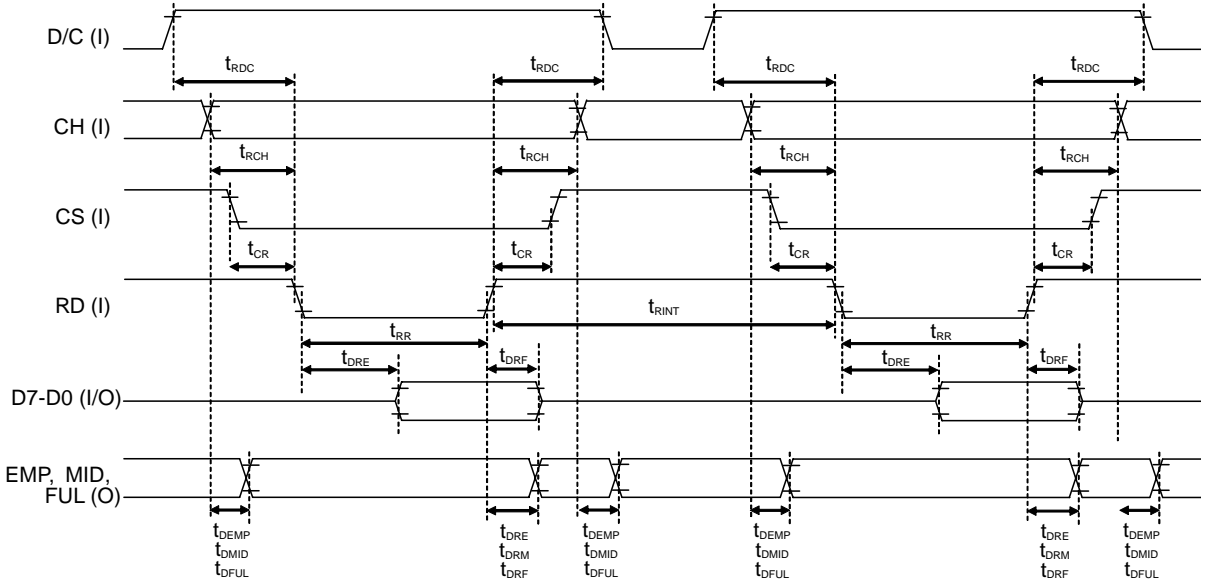 D/C (I)
tRDC tRDC tRDC tRDC
CH (I)
tRCH tRCH tRCH tRCH
CS (I)
tCR tCR tCR tCR
RD (I)
tRINT
tRR tRR
tDRE tDRF tDRE tDRF
D7-D0 (I/O)
EMP, MID,
FUL (O)
tDEMP tDRE tDEMP tDEMP tDRE tDEMP
tDMID tDRM tDMID tDMID tDRM tDMID
tDFUL tDRF tDFUL tDFUL tDRF tDFUL